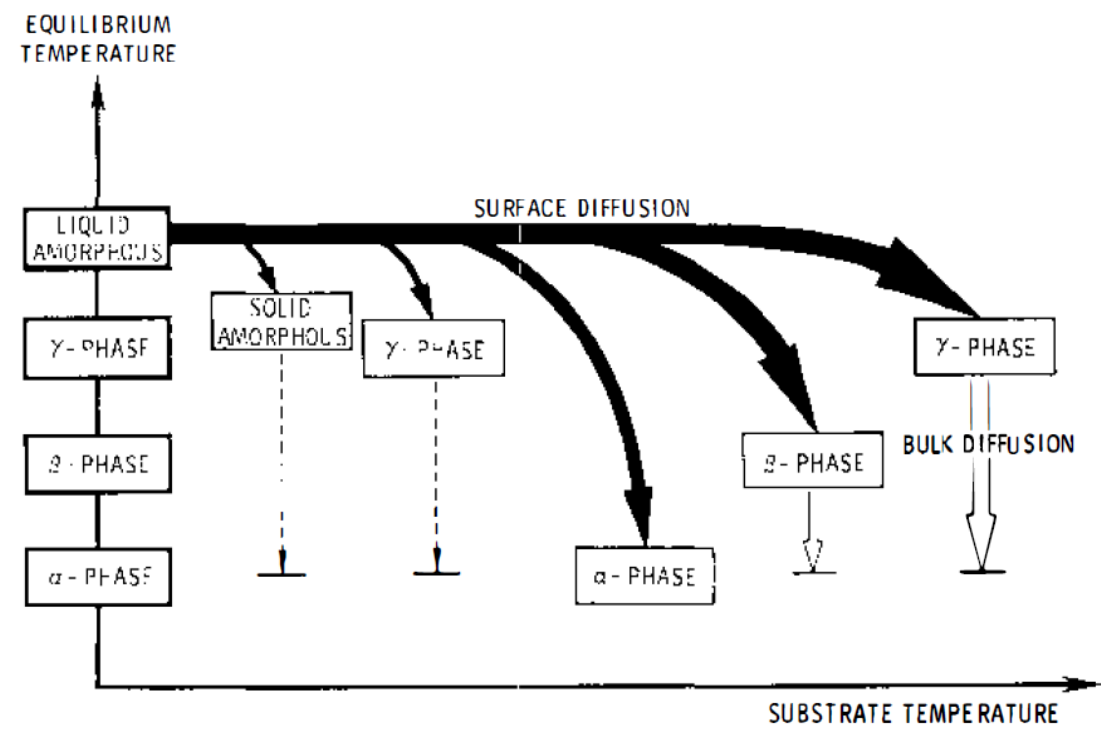 EQUILIBRIUM
TEMPERATURE
SURFACE DIFFUSION
LIQUID
AMORPHOUS
SOLID
AMORPHOUS
γ-PHASE
γ-PHASE
γ-PHASE
β-PHASE
β-PHASE
BULK DIFFUSION
α-PHASE
α-PHASE
SUBSTRATE TEMPERATURE